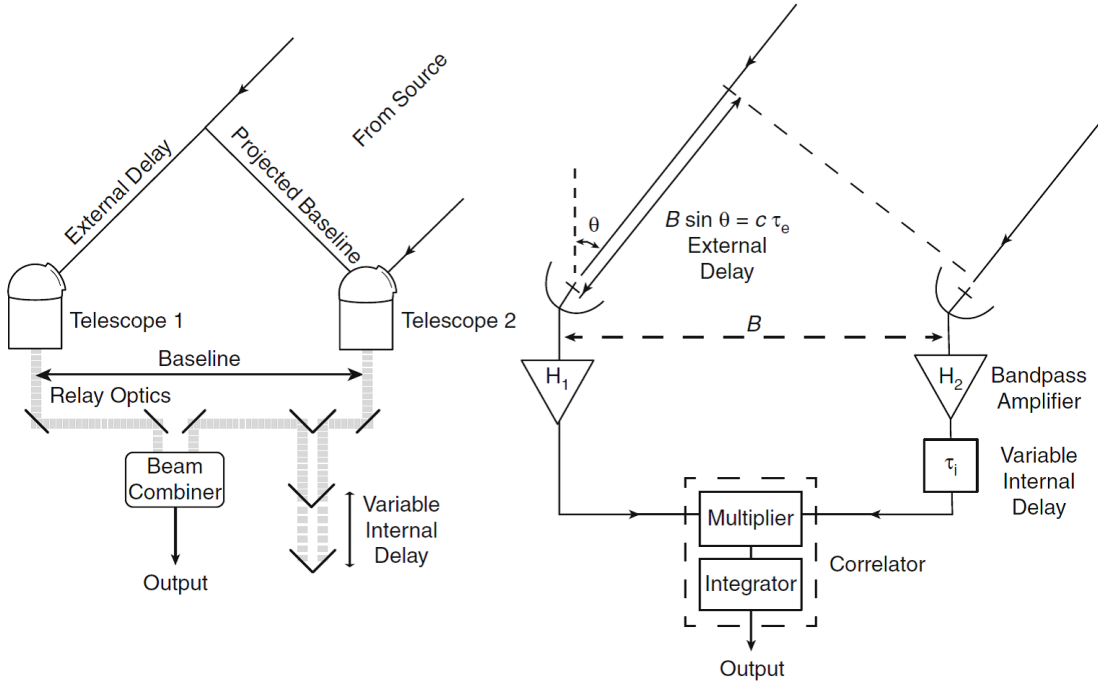 From Source
External Delay
Projected Baseline
Telescope 1
Telescope 2
Baseline
Relay Optics
Beam
Combiner
Variable
Internal
Delay
Output
θ
B sin θ = c τe
External
Delay
B
H1
H2
Bandpass
Amplifier
τi
Variable
Internal
Delay
Multiplier
Correlator
Integrator
Output